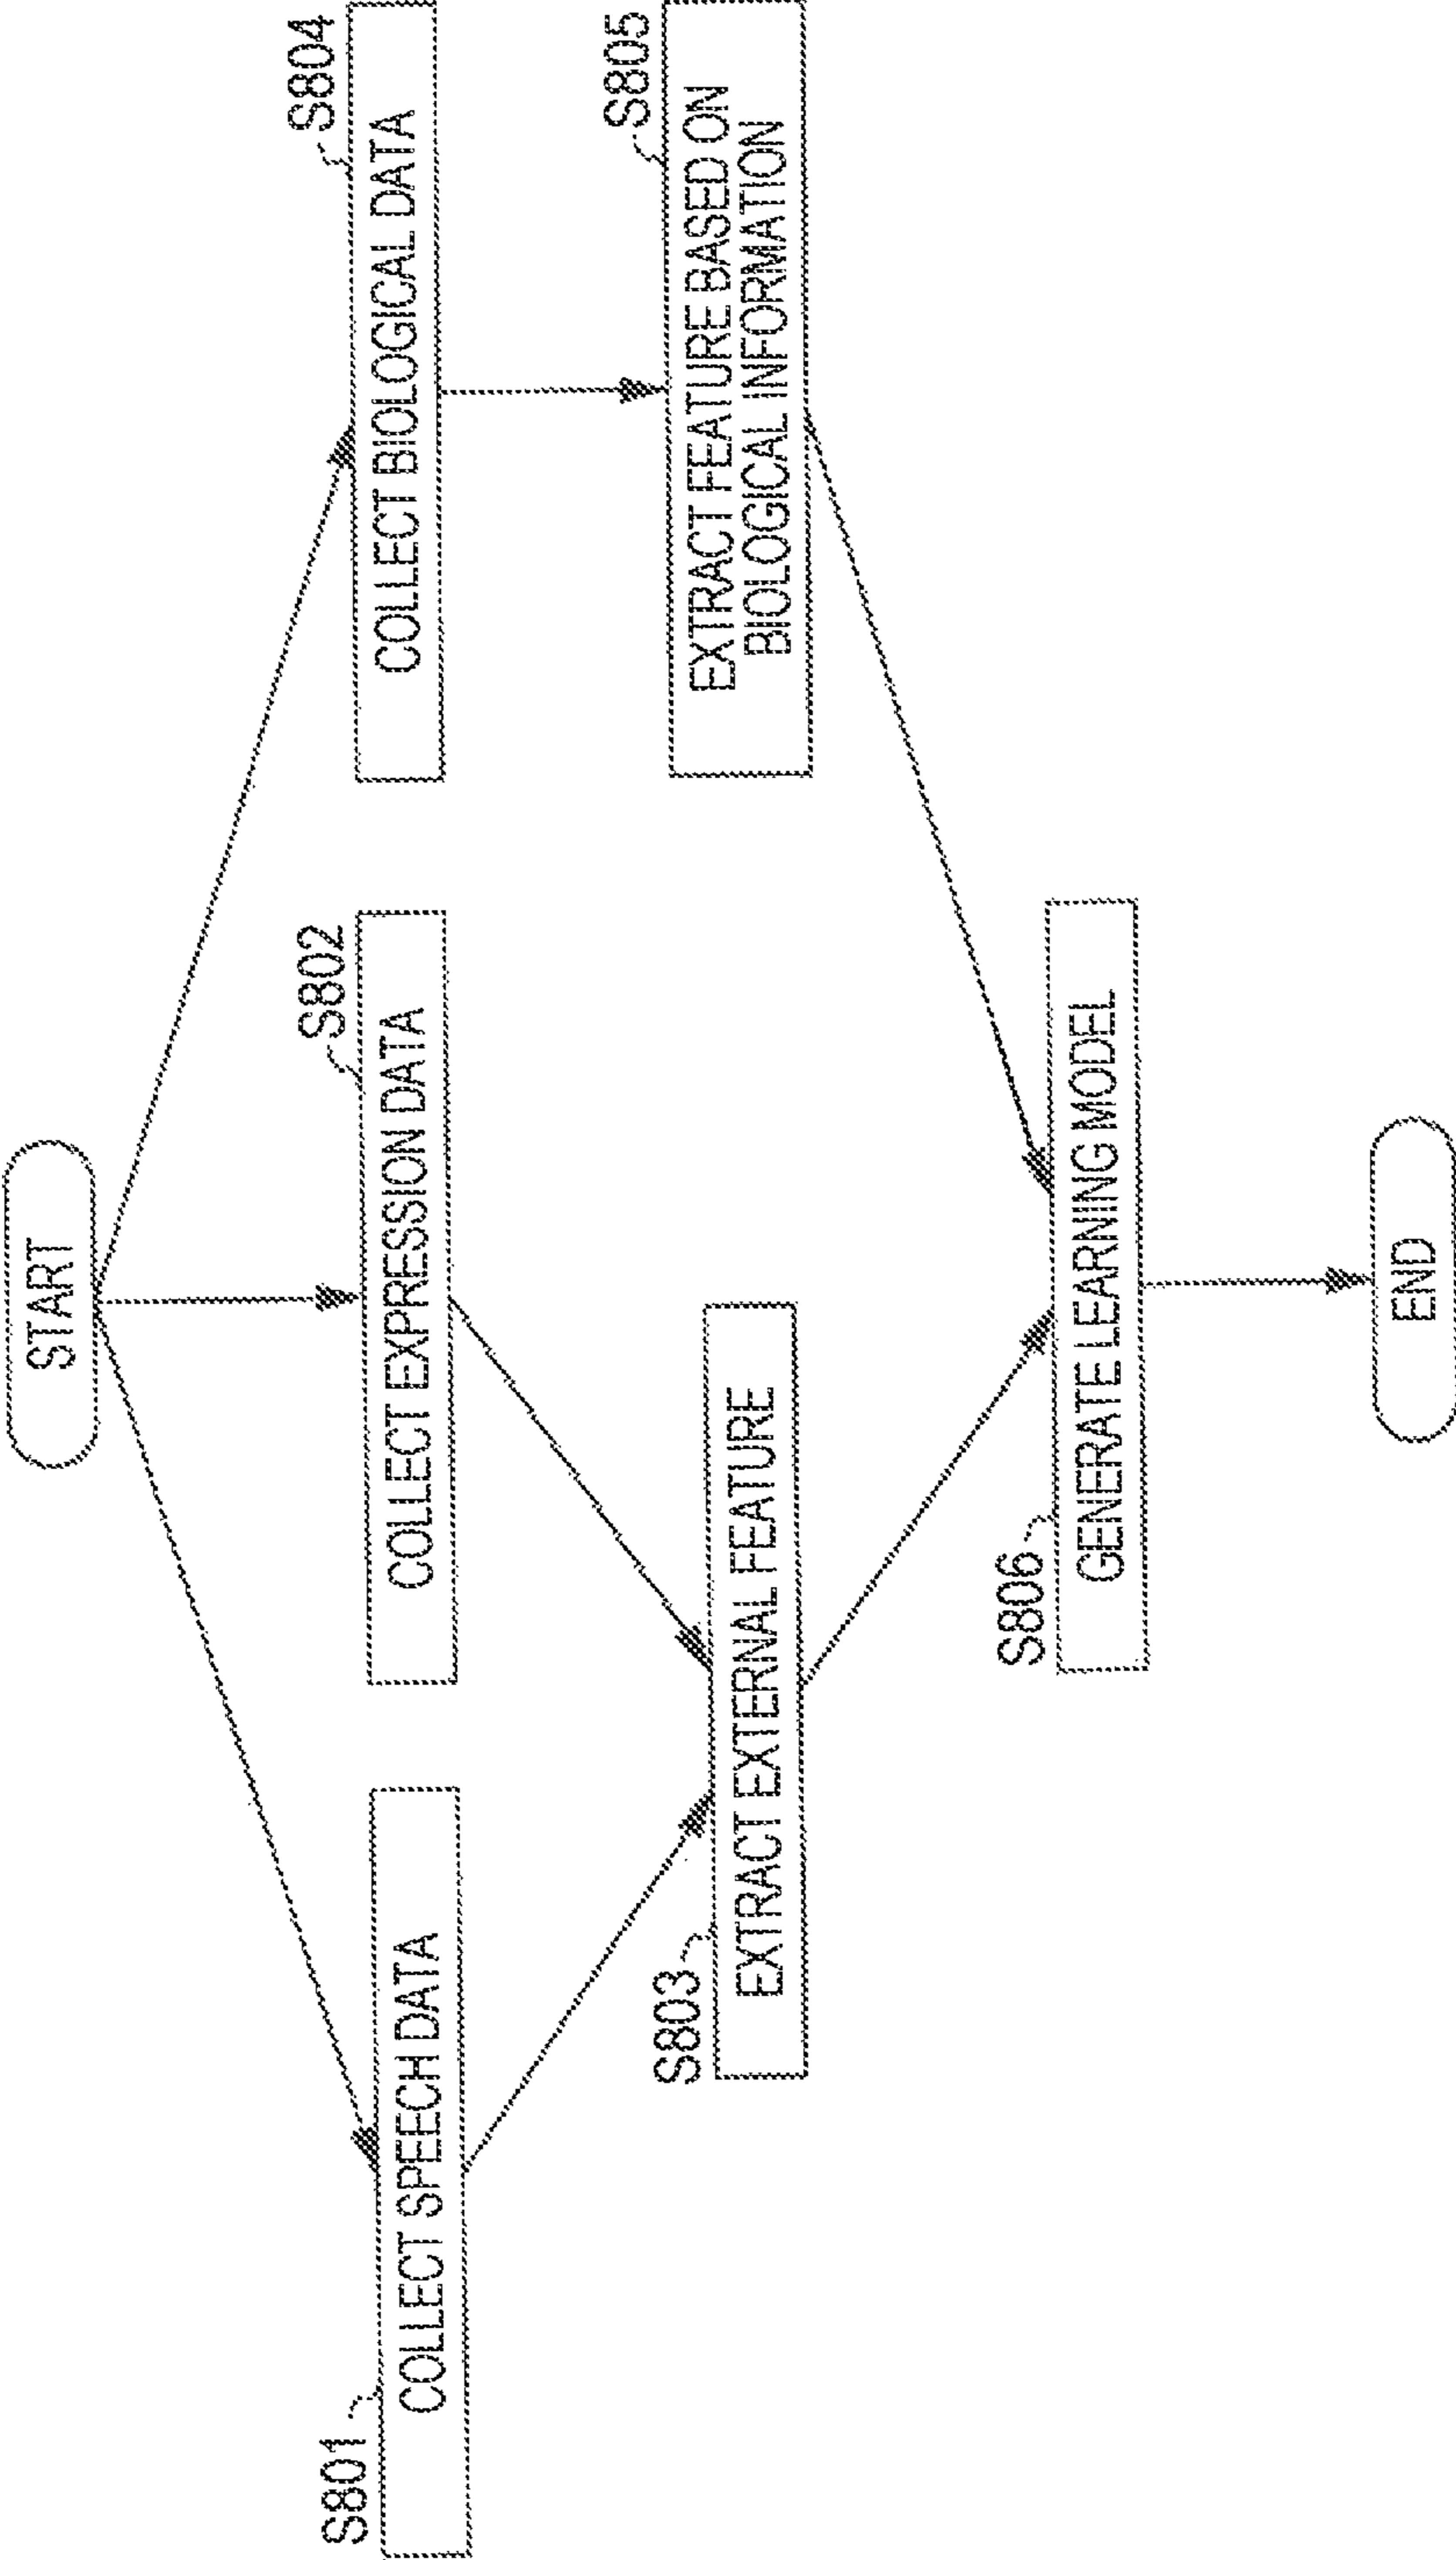 START
S801
COLLECT SPEECH DATA
S802
COLLECT EXPRESSION DATA
S804
COLLECT BIOLOGICAL DATA
S803
EXTRACT EXTERNAL FEATURE
S805
EXTRACT FEATURE BASED ON
BIOLOGICAL INFORMATION
S806
GENERATE LEARNING MODEL
END